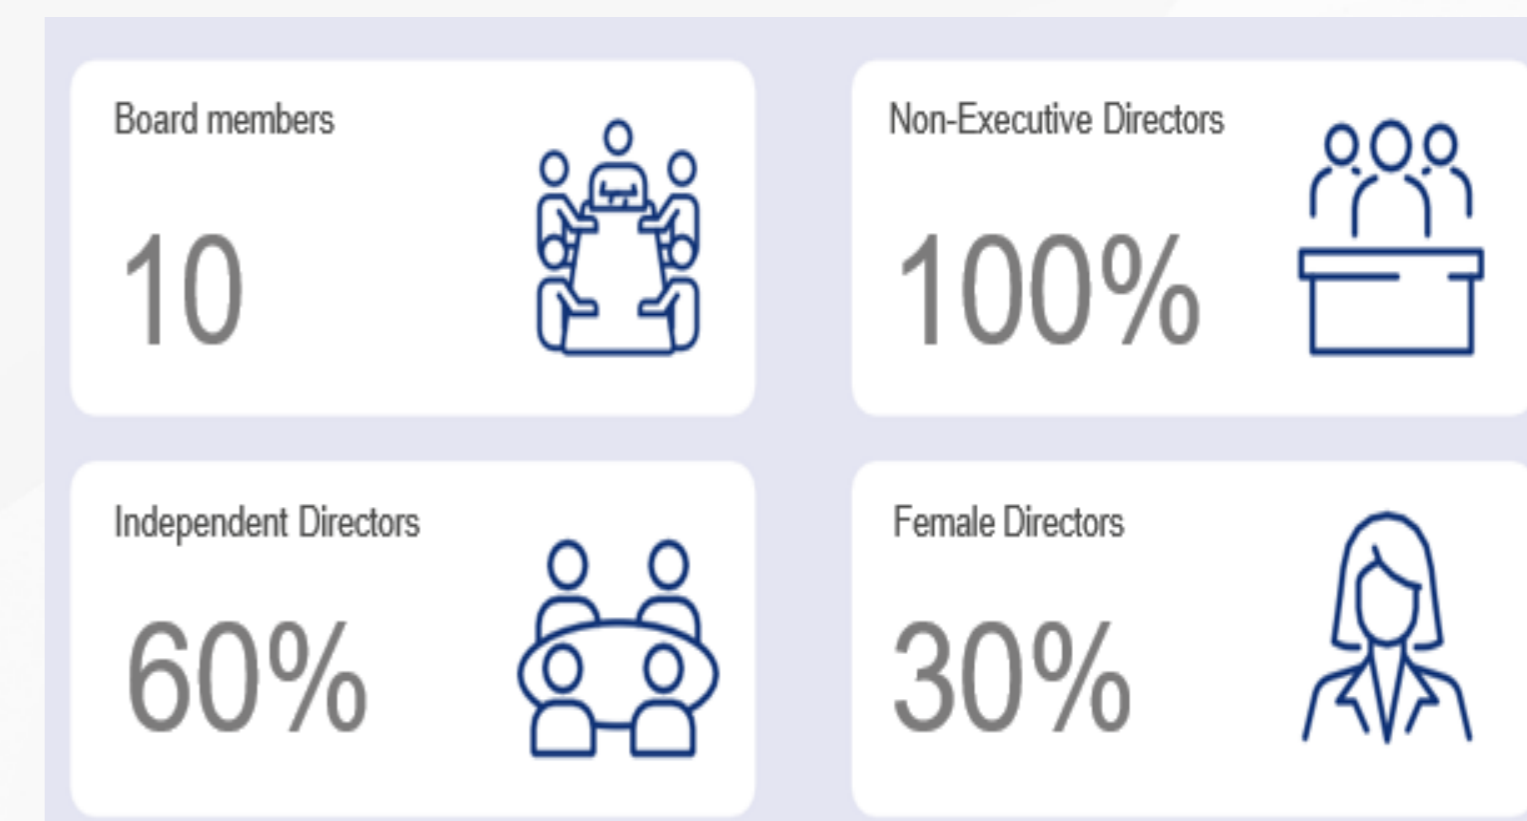 Board members
10
Non-Executive Directors
100%
Independent Directors
60%
Female Directors
30%